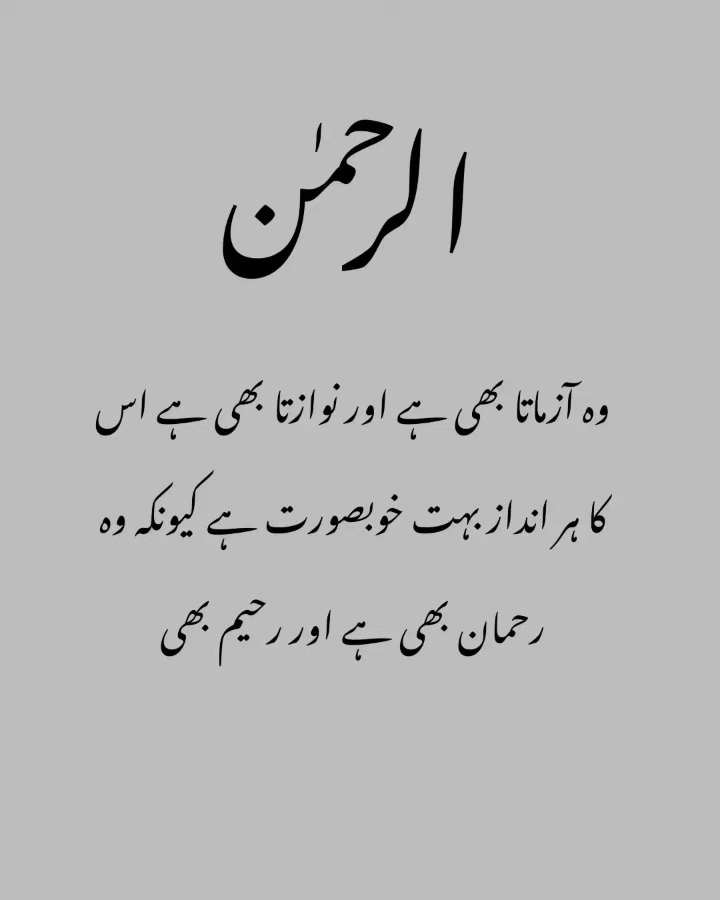 الرحمٰن
وہ آزماتا بھی ہے اور نوازتا بھی ہے اس
کا ہر انداز بہت خوبصورت ہے کیونکہ وہ
رحمان بھی ہے اور رحیم بھی